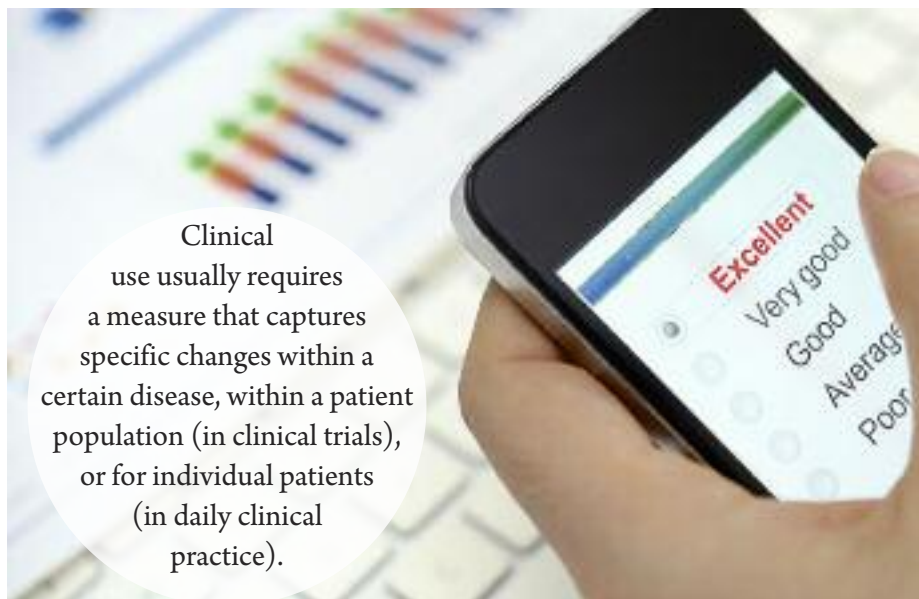 Clinical
use usually requires
a measure that captures
specific changes within a
certain disease, within a patient
population (in clinical trials),
or for individual patients
(in daily clinical
practice).
Excellent
Very good
Good
Average
Poor